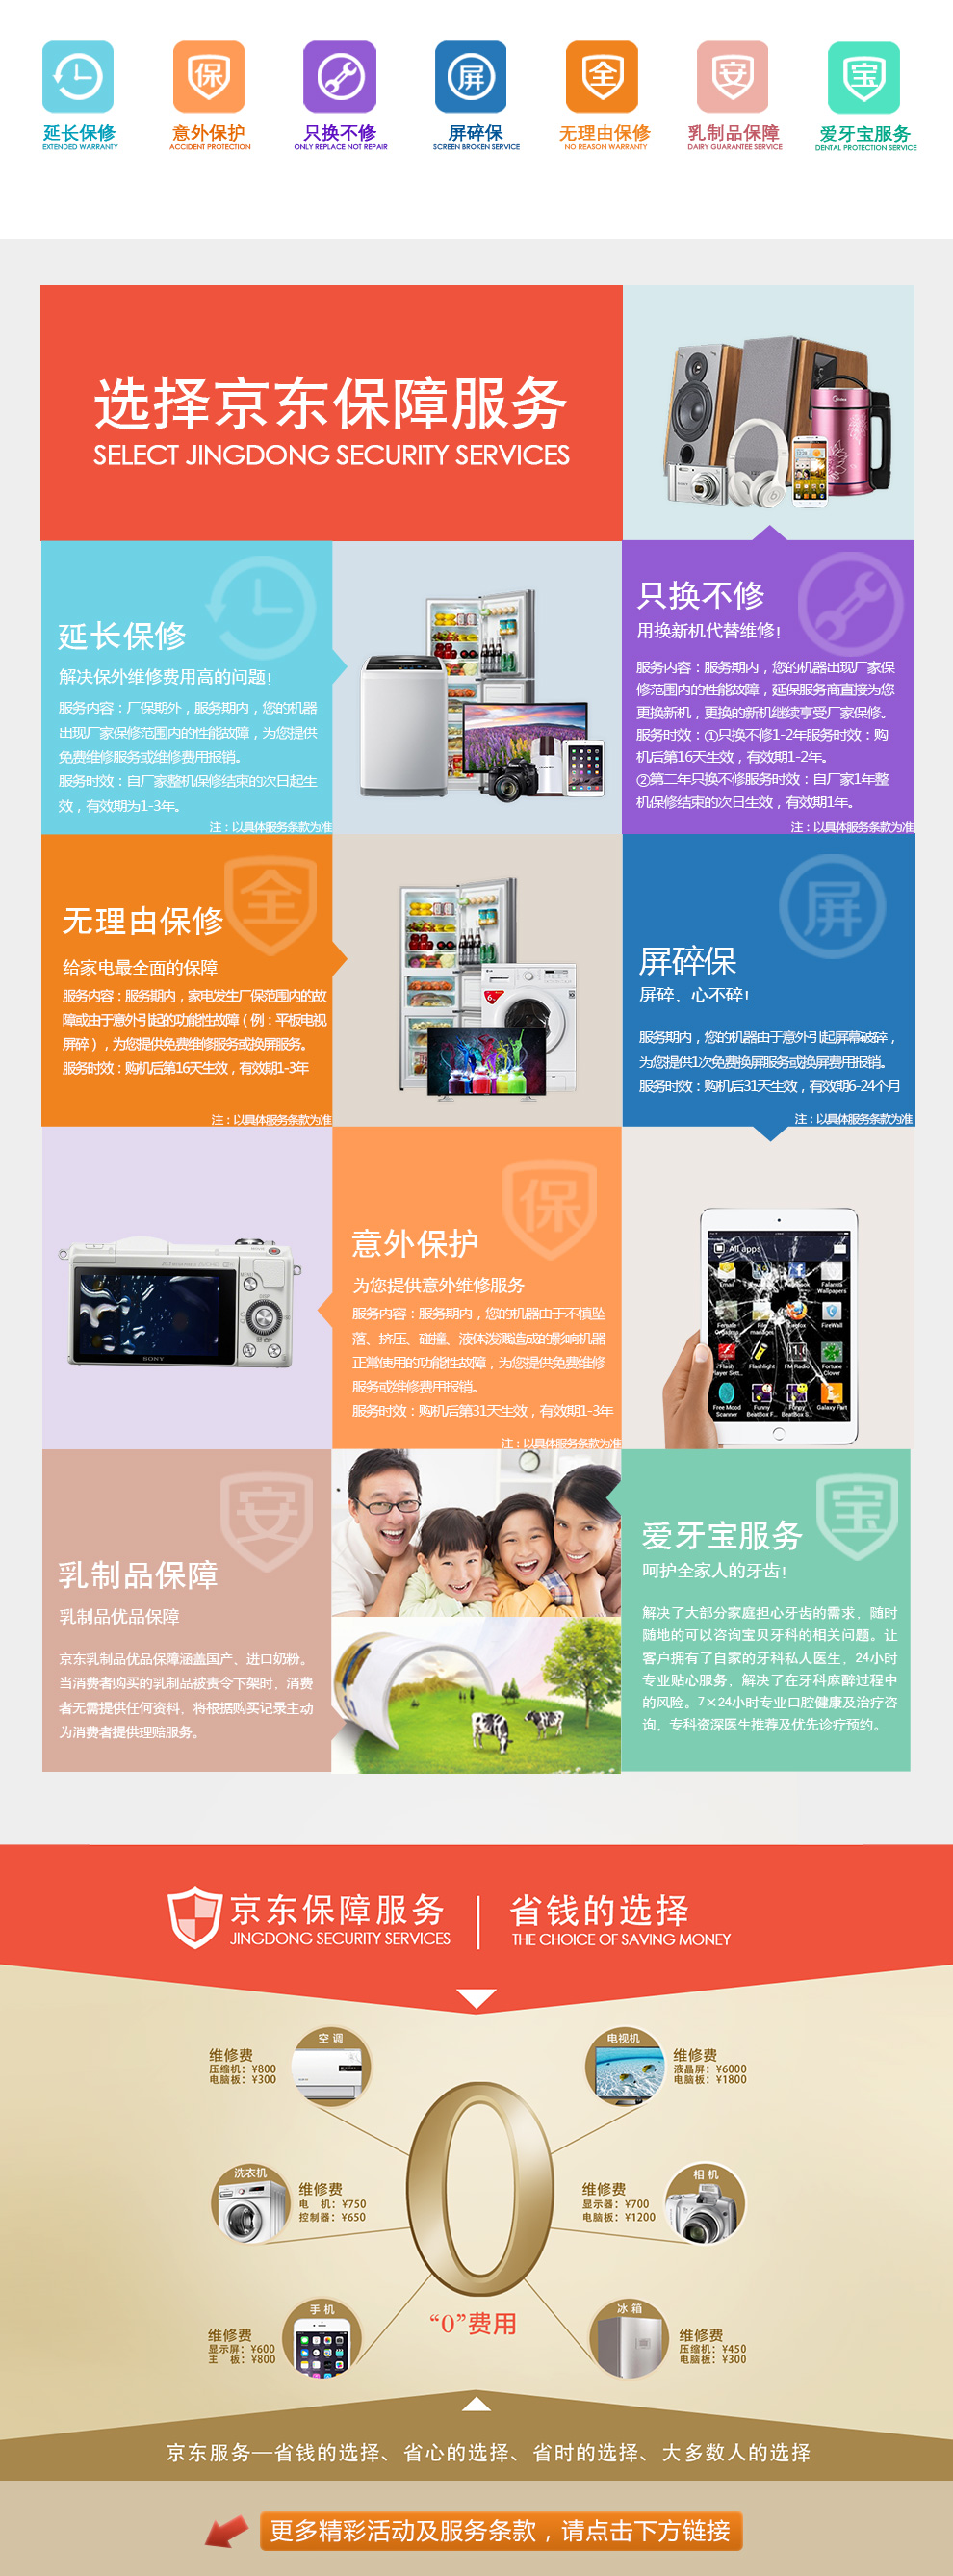 延长保修
EXTENDED WARRANTY
保
意外保护
ACCIDENT PROTECTION
只换不修
ONLY REPLACE NOT REPAIR
屏
屏碎保
SCREEN BROKEN SERVICE
全
无理由保修
NO REASON WARRANTY
安
乳制品保障
DAIRY GUARANTEE SERVICE
宝
爱牙宝服务
DENTAL PROTECTION SERVICE
选择京东保障服务
SELECT JINGDONG SECURITY SERVICES
延长保修
解决保外维修费用高的问题!
服务内容：厂保期外，服务期内，您的机器
出现厂家保修范围内的性能故障，为您提供
免费维修服务或维修费用报销。
服务时效：自厂家整机保修结束的次日起生
效，有效期为1-3年。
注：以具体服务条款为准
只换不修
用换新机代替维修!
服务内容：服务期内，您的机器出现厂家保
修范围内的性能故障，延保服务商直接为您
更换新机，更换的新机继续享受厂家保修。
服务时效：①只换不修1-2年服务时效：购
机后第16天生效，有效期1-2年。
②第二年只换不修服务时效：自厂家1年整
机保修结束的次日生效，有效期1年。
注：以具体服务条款为准
全
无理由保修
给家电最全面的保障
服务内容：服务期内，家电发生厂保范围内的故
障或由于意外引起的功能性故障（例：平板电视
屏碎），为您提供免费维修服务或换屏服务。
服务时效：购机后第16天生效，有效期1-3年
注：以具体服务条款为准
屏
屏碎保
屏碎，心不碎!
服务期内，您的机器由于意外引起屏幕破碎，
为您提供1次免费换屏服务或换屏费用报销。
服务时效：购机后31天生效，有效期6-24个月
注：以具体服务条款为准
SONY
保
意外保护
为您提供意外维修服务
服务内容：服务期内，您的机器由于不慎坠
落、挤压、碰撞、液体泼溅造成的影响机器
正常使用的功能性故障，为您提供免费维修
服务或维修费用报销。
服务时效：购机后第31天生效，有效期1-3年
注：以具体服务条款为准
All apps
Email
Falarms
Wallpapers
File
managers
Firefox
FireWall
Flash
Player Sett...
Flashlight
FM Radio
Fortune
Clover
Free Mood
Scanner
Funny
BeatBox F...
Funny
BeatBox S...
Galaxy Part
安
乳制品保障
乳制品优品保障
京东乳制品优品保障涵盖国产、进口奶粉。
当消费者购买的乳制品被责令下架时，消费
者无需提供任何资料，将根据购买记录主动
为消费者提供理赔服务。
宝
爱牙宝服务
呵护全家人的牙齿!
解决了大部分家庭担心牙齿的需求，随时
随地的可以咨询宝贝牙科的相关问题。让
客户拥有了自家的牙科私人医生，24小时
专业贴心服务，解决了在牙科麻醉过程中
的风险。7×24小时专业口腔健康及治疗咨
询，专科资深医生推荐及优先诊疗预约。
京东保障服务
JINGDONG SECURITY SERVICES
省钱的选择
THE CHOICE OF SAVING MONEY
空调
维修费
压缩机：¥800
电脑板：¥300
电视机
维修费
液晶屏：¥6000
电脑板：¥1800
洗衣机
维修费
电 机：¥750
控制器：¥650
相机
维修费
显示器：¥700
电脑板：¥1200
0
“0”费用
手机
维修费
显示屏：¥600
主 板：¥800
冰箱
维修费
压缩机：¥450
电脑板：¥300
京东服务—省钱的选择、省心的选择、省时的选择、大多数人的选择
更多精彩活动及服务条款，请点击下方链接